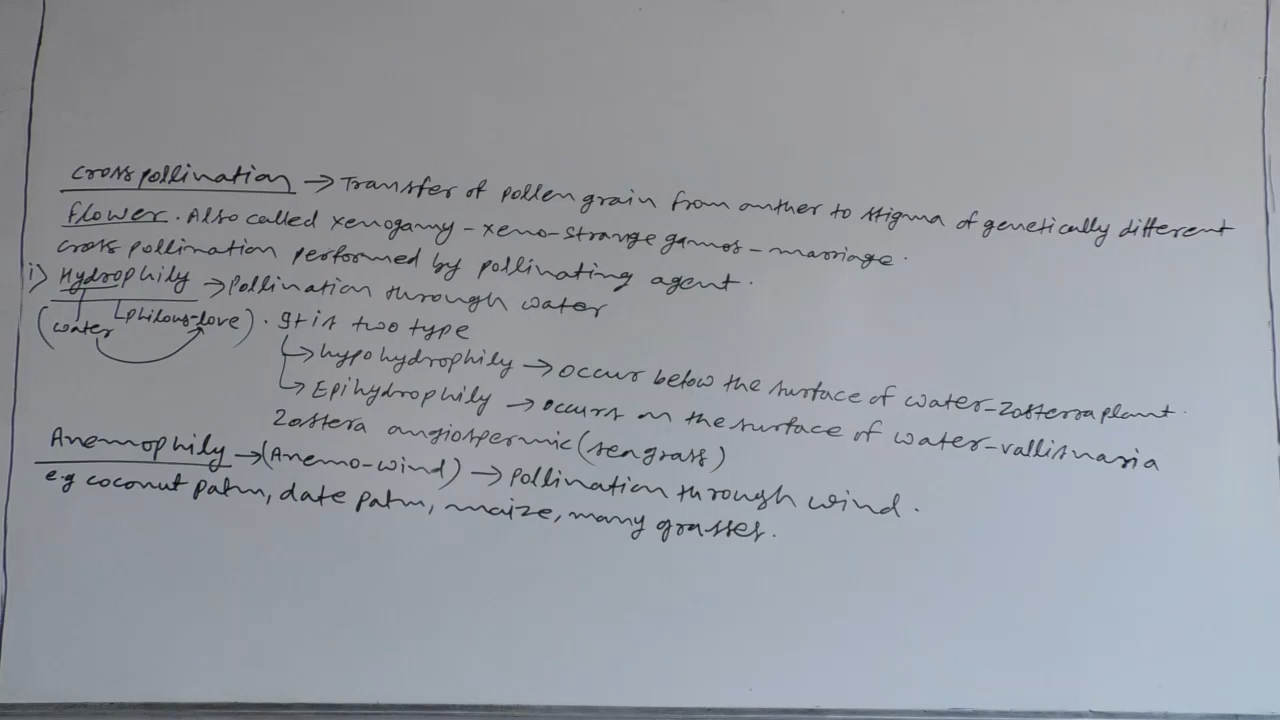 cross pollination → Transfer of pollen grain from anther to stigma of genetically different
flower. Also called xenogamy - xeno-strange gamos - marriage.
cross pollination performed by pollinating agent.
i) Hydrophily → Pollination through water
(water philous-love). It is two type
→ hypohydrophily → occur below the surface of water - Zosterra plant.
→ Epihydrophily → occurs on the surface of water - vallisnaria
Zostera angiospermic (sea grass)
Anemophily → (Anemo-wind) → Pollination through wind.
e.g coconut palm, date palm, maize, many grasses.